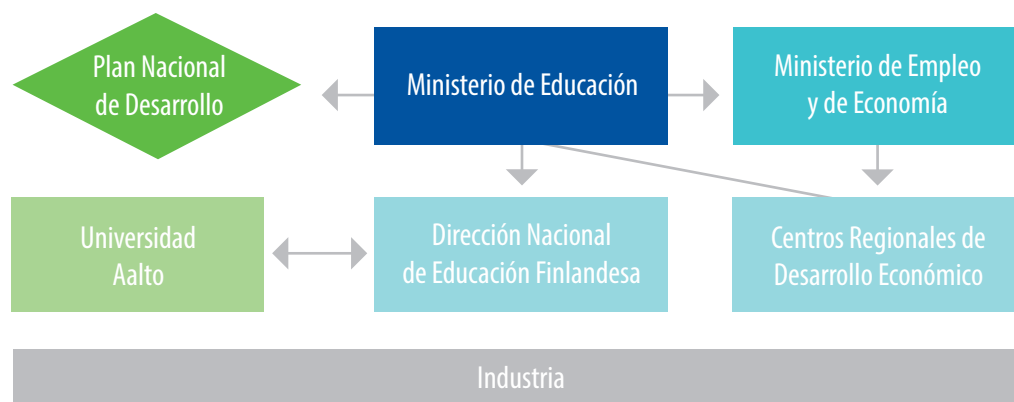 Plan Nacional
de Desarrollo
Ministerio de Educación
Ministerio de Empleo
y de Economía
Universidad
Aalto
Dirección Nacional
de Educación Finlandesa
Centros Regionales de
Desarrollo Económico
Industria